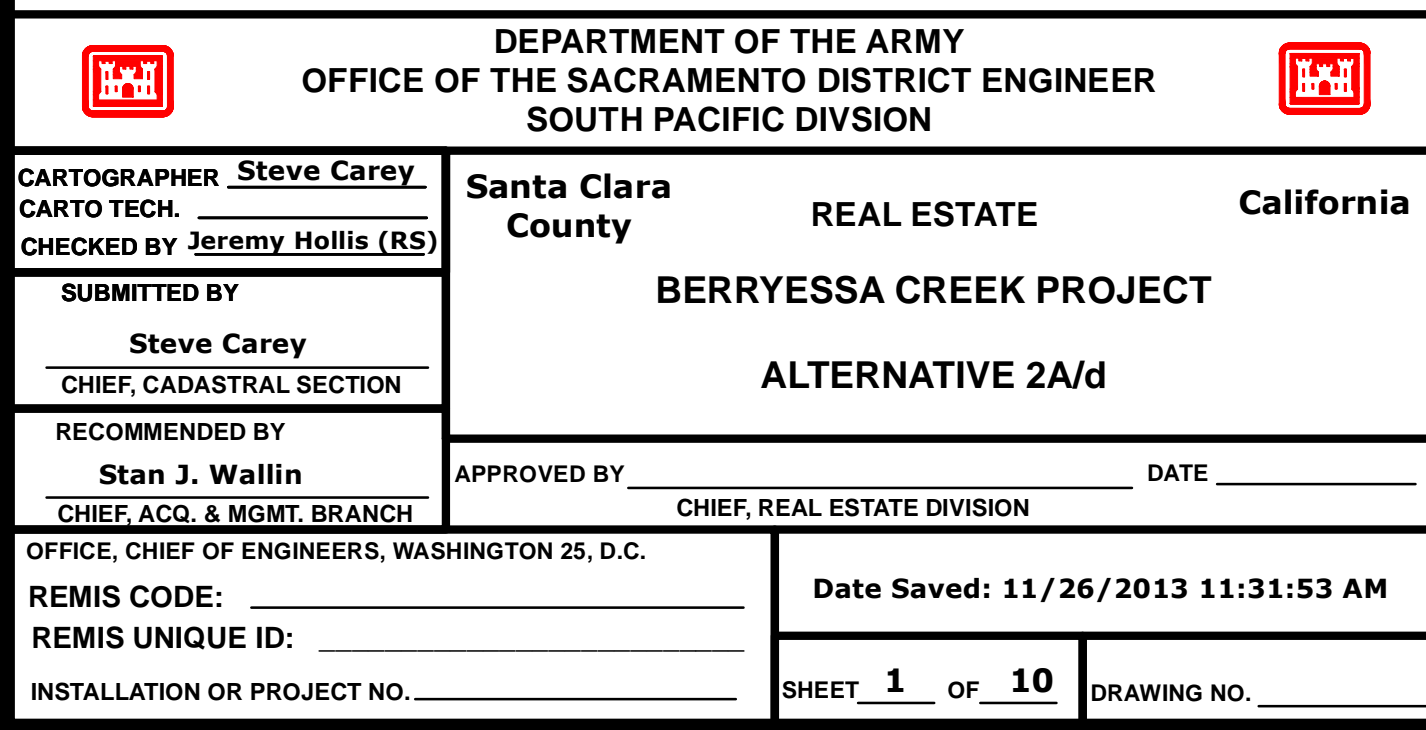 DEPARTMENT OF THE ARMY
OFFICE OF THE SACRAMENTO DISTRICT ENGINEER
SOUTH PACIFIC DIVSION
CARTOGRAPHER Steve Carey
CARTO TECH.
CHECKED BY Jeremy Hollis (RS)
SUBMITTED BY
Steve Carey
CHIEF, CADASTRAL SECTION
RECOMMENDED BY
Stan J. Wallin
CHIEF, ACQ. & MGMT. BRANCH
Santa Clara
County
REAL ESTATE
California
BERRYESSA CREEK PROJECT
ALTERNATIVE 2A/d
APPROVED BY DATE
CHIEF, REAL ESTATE DIVISION
OFFICE, CHIEF OF ENGINEERS, WASHINGTON 25, D.C.
REMIS CODE:
REMIS UNIQUE ID:
INSTALLATION OR PROJECT NO.
Date Saved: 11/26/2013 11:31:53 AM
SHEET 1 OF 10
DRAWING NO.